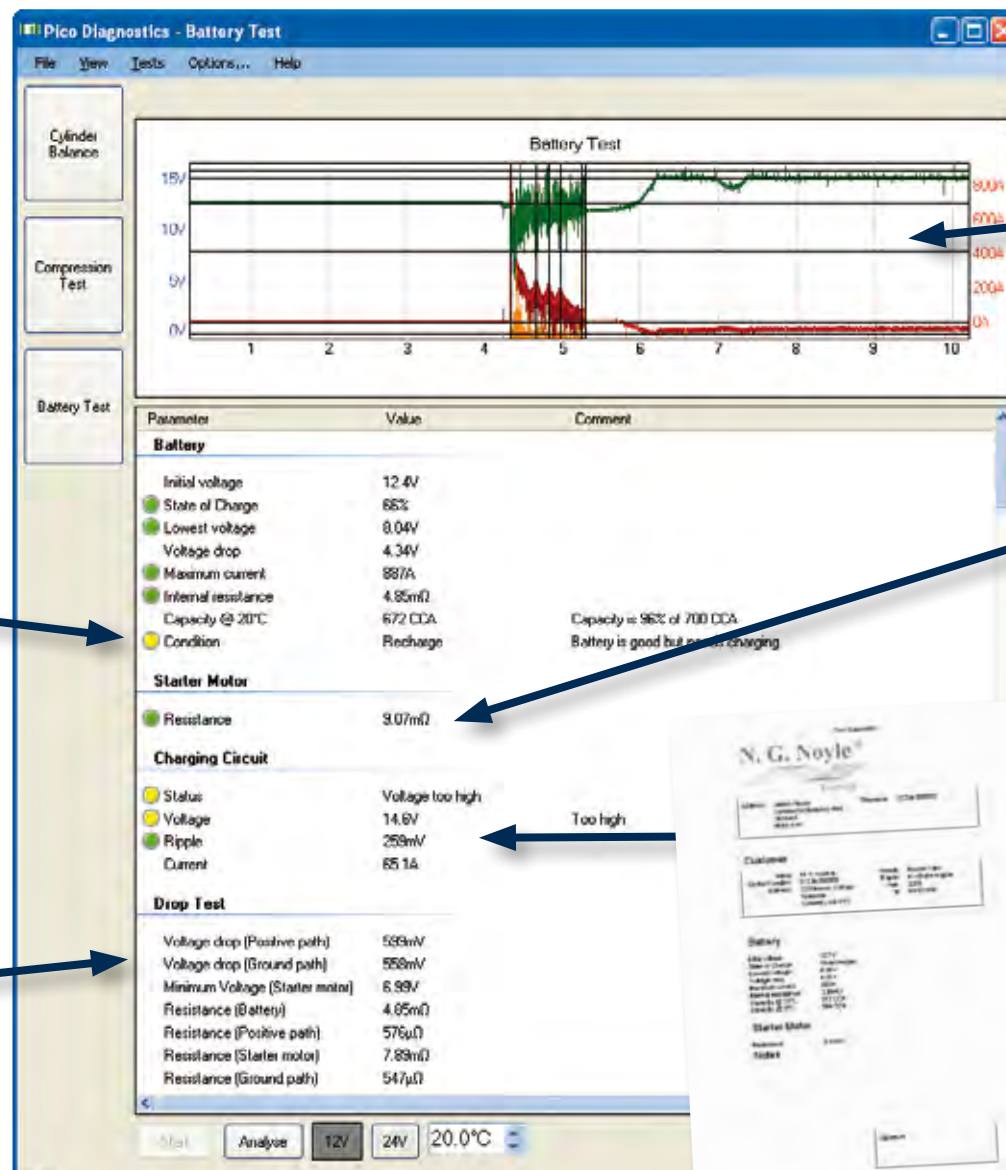 Pico Diagnostics - Battery Test
File View Tests Options... Help
Cylinder
Balance
Compression
Test
Battery Test
Battery Test
15V
10V
5V
0V
800A
600A
400A
200A
0A
1 2 3 4 5 6 7 8 9 10
Parameter Value Comment
Battery
Initial voltage 12.4V
State of Charge 66%
Lowest voltage 8.04V
Voltage drop 4.34V
Maximum current 887A
Internal resistance 4.85mΩ
Capacity @ 20°C 672 CCA Capacity is 96% of 700 CCA
Condition Recharge Battery is good but needs charging
Starter Motor
Resistance 9.07mΩ
Charging Circuit
Status Voltage too high
Voltage 14.6V Too high
Ripple 259mV
Current 65.1A
Drop Test
Voltage drop (Positive path) 599mV
Voltage drop (Ground path) 558mV
Minimum Voltage (Starter motor) 6.99V
Resistance (Battery) 4.85mΩ
Resistance (Positive path) 576µΩ
Resistance (Starter motor) 7.89mΩ
Resistance (Ground path) 547µΩ
Start Analyse 12V 24V 20.0°C
N. G. Noyle
Customer
Battery
Starter Motor
Notes